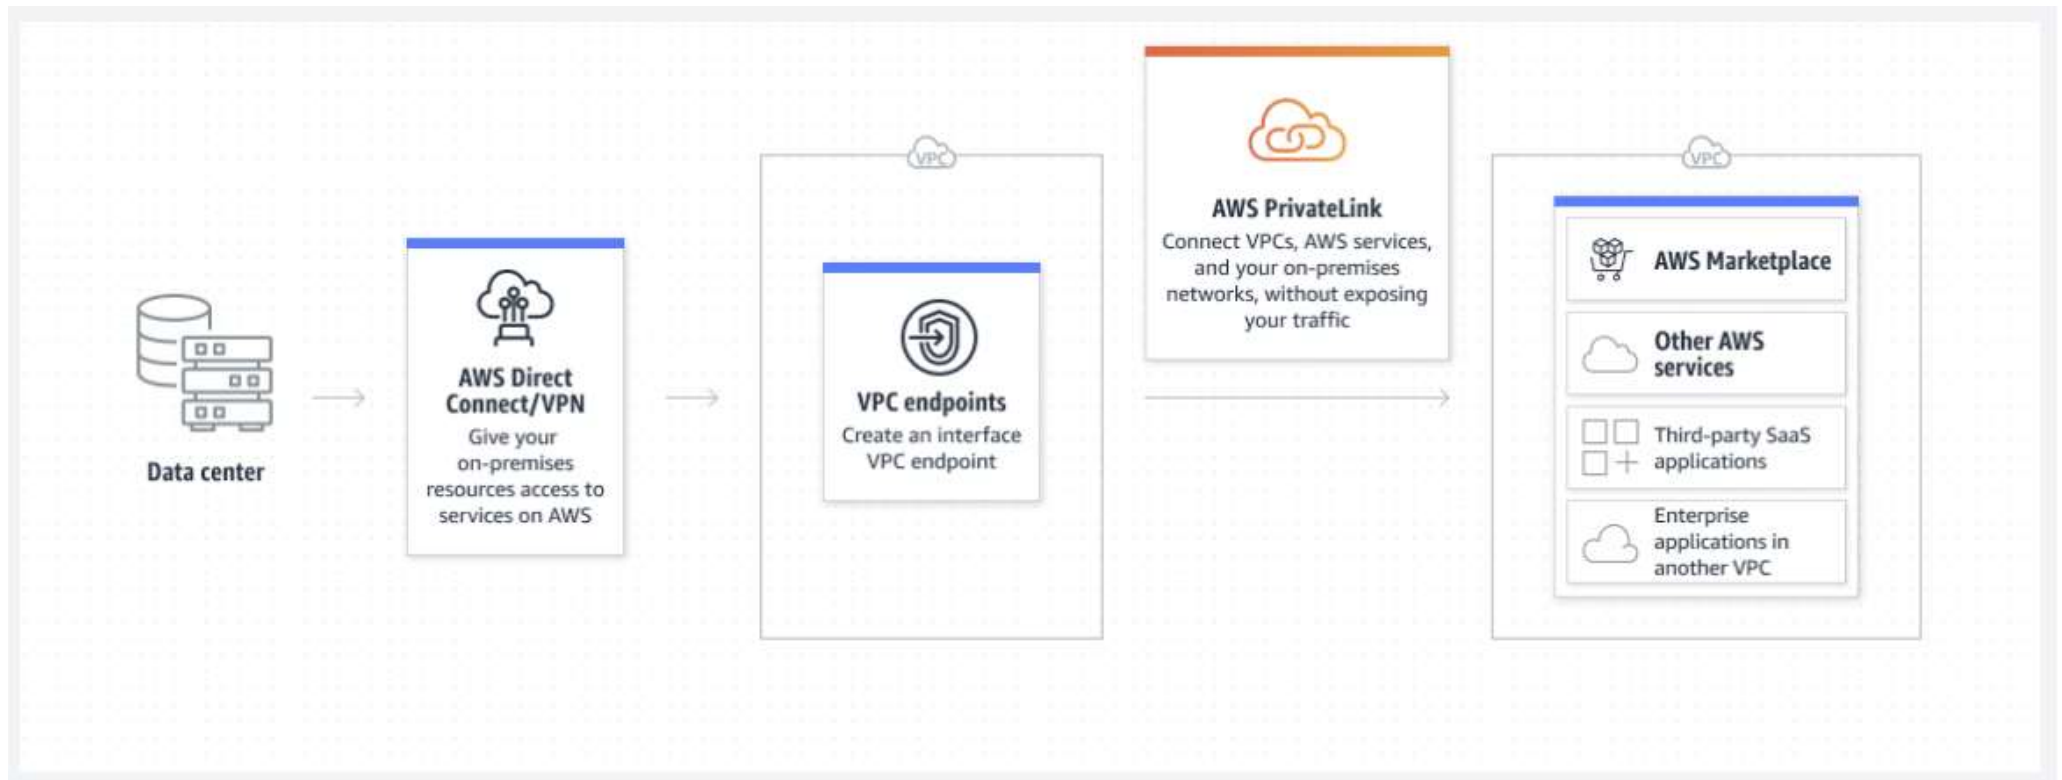 Data center
AWS Direct
Connect/VPN
Give your
on-premises
resources access to
services on AWS
VPC
VPC endpoints
Create an interface
VPC endpoint
AWS PrivateLink
Connect VPCs, AWS services,
and your on-premises
networks, without exposing
your traffic
VPC
AWS Marketplace
Other AWS
services
Third-party SaaS
applications
Enterprise
applications in
another VPC